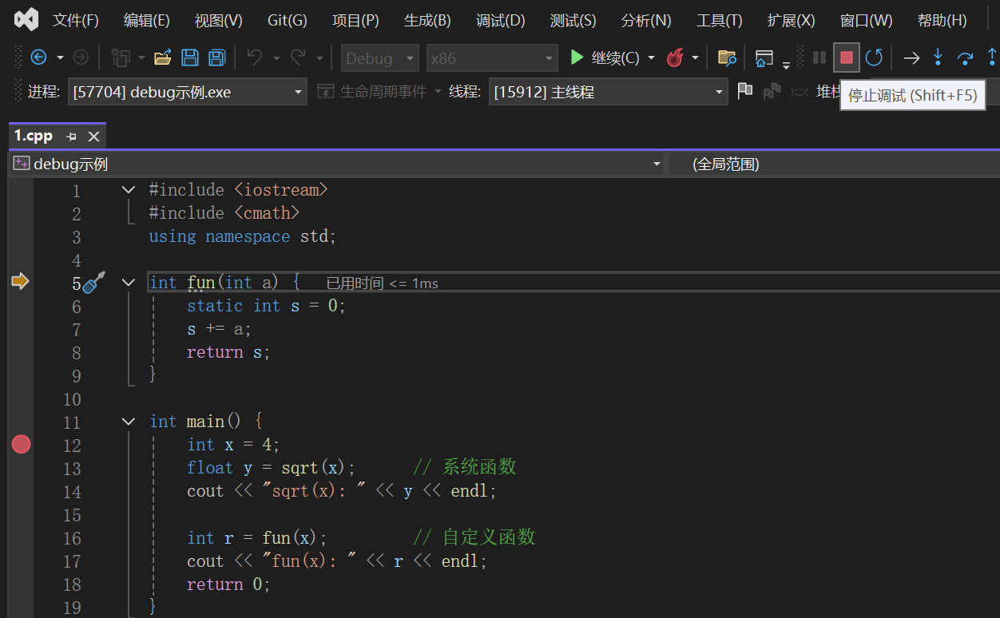 文件(F) 编辑(E) 视图(V) Git(G) 项目(P) 生成(B) 调试(D) 测试(S) 分析(N) 工具(T) 扩展(X) 窗口(W) 帮助(H)
Debug x86 继续(C)
进程: [57704] debug示例.exe 生命周期事件 线程: [15912] 主线程 堆栈
停止调试 (Shift+F5)
1.cpp
debug示例 (全局范围)
1 #include <iostream>
2 #include <cmath>
3 using namespace std;
4
5 int fun(int a) { 已用时间 <= 1ms
6 static int s = 0;
7 s += a;
8 return s;
9 }
10
11 int main() {
12 int x = 4;
13 float y = sqrt(x); // 系统函数
14 cout << "sqrt(x): " << y << endl;
15
16 int r = fun(x); // 自定义函数
17 cout << "fun(x): " << r << endl;
18 return 0;
19 }